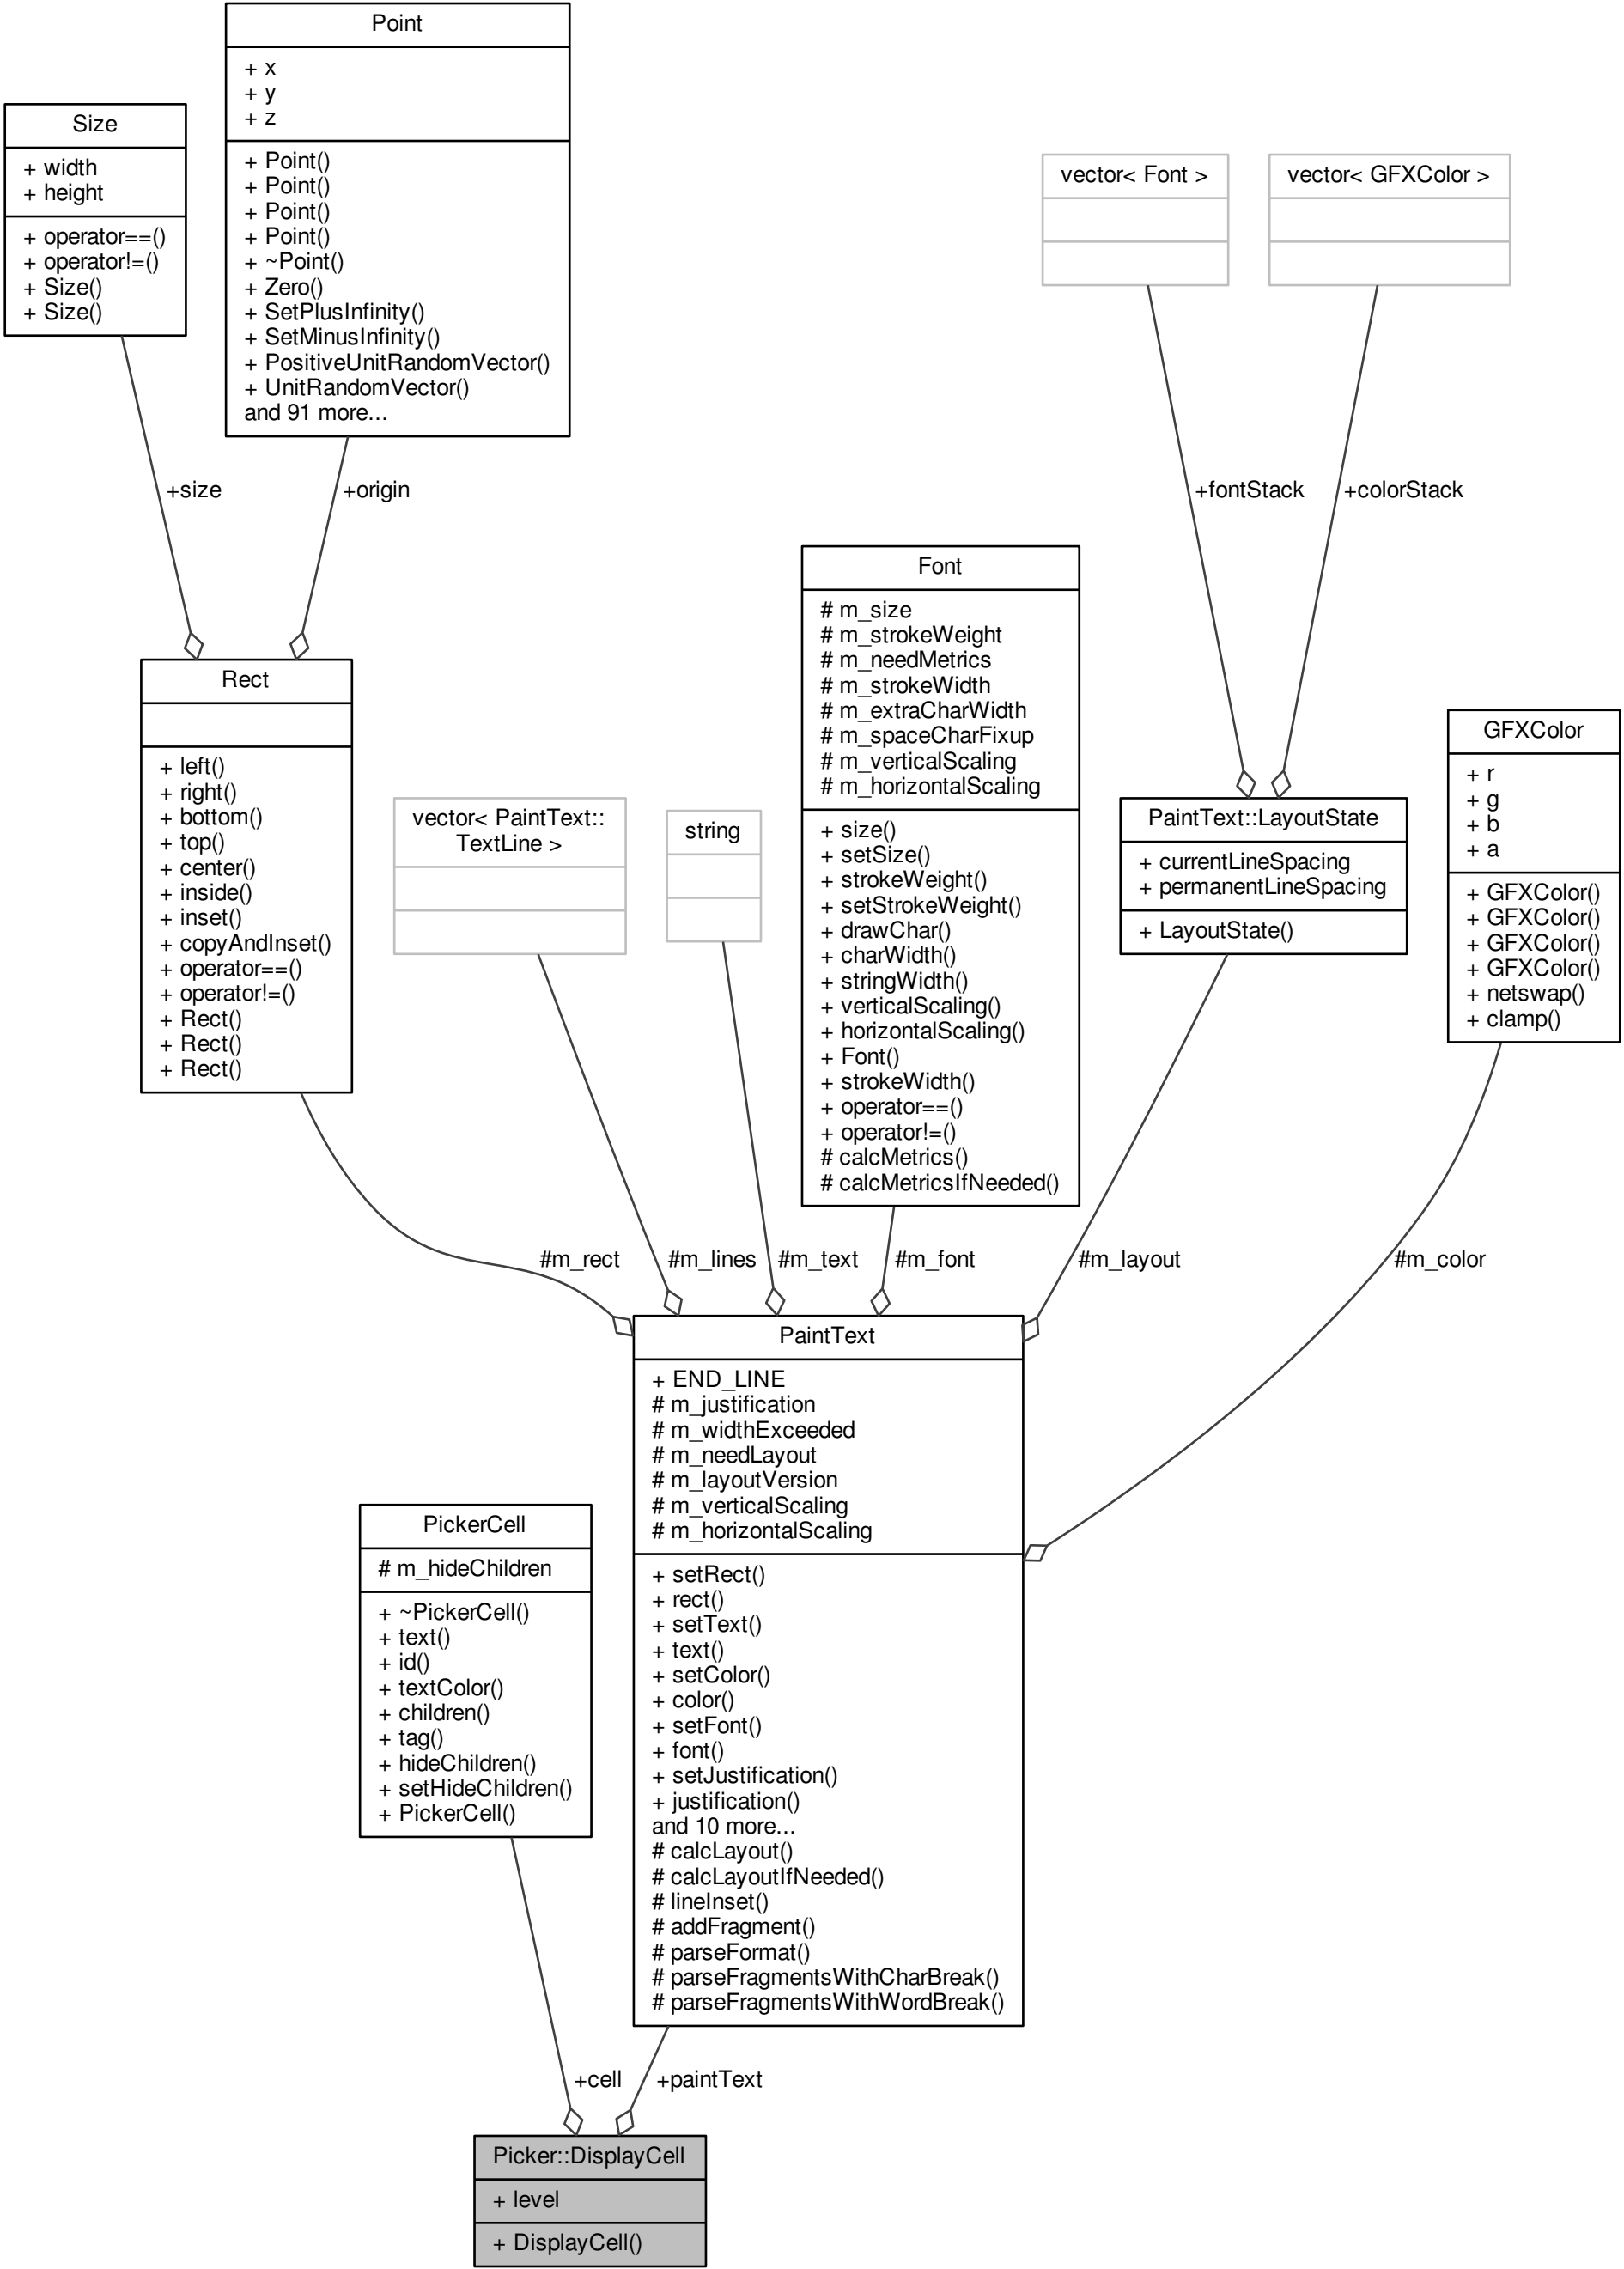 Point
+ x
+ y
+ z
+ Point()
+ Point()
+ Point()
+ Point()
+ ~Point()
+ Zero()
+ SetPlusInfinity()
+ SetMinusInfinity()
+ PositiveUnitRandomVector()
+ UnitRandomVector()
and 91 more...
Size
+ width
+ height
+ operator==()
+ operator!=()
+ Size()
+ Size()
vector< Font >
vector< GFXColor >
+size
+origin
+fontStack
+colorStack
Rect
+ left()
+ right()
+ bottom()
+ top()
+ center()
+ inside()
+ inset()
+ copyAndInset()
+ operator==()
+ operator!=()
+ Rect()
+ Rect()
+ Rect()
vector< PaintText::
TextLine >
string
Font
# m_size
# m_strokeWeight
# m_needMetrics
# m_strokeWidth
# m_extraCharWidth
# m_spaceCharFixup
# m_verticalScaling
# m_horizontalScaling
+ size()
+ setSize()
+ strokeWeight()
+ setStrokeWeight()
+ drawChar()
+ charWidth()
+ stringWidth()
+ verticalScaling()
+ horizontalScaling()
+ Font()
+ strokeWidth()
+ operator==()
+ operator!=()
# calcMetrics()
# calcMetricsIfNeeded()
PaintText::LayoutState
+ currentLineSpacing
+ permanentLineSpacing
+ LayoutState()
GFXColor
+ r
+ g
+ b
+ a
+ GFXColor()
+ GFXColor()
+ GFXColor()
+ GFXColor()
+ netswap()
+ clamp()
#m_rect
#m_lines
#m_text
#m_font
#m_layout
#m_color
PaintText
+ END_LINE
# m_justification
# m_widthExceeded
# m_needLayout
# m_layoutVersion
# m_verticalScaling
# m_horizontalScaling
+ setRect()
+ rect()
+ setText()
+ text()
+ setColor()
+ color()
+ setFont()
+ font()
+ setJustification()
+ justification()
and 10 more...
# calcLayout()
# calcLayoutIfNeeded()
# lineInset()
# addFragment()
# parseFormat()
# parseFragmentsWithCharBreak()
# parseFragmentsWithWordBreak()
PickerCell
# m_hideChildren
+ ~PickerCell()
+ text()
+ id()
+ textColor()
+ children()
+ tag()
+ hideChildren()
+ setHideChildren()
+ PickerCell()
+cell
+paintText
Picker::DisplayCell
+ level
+ DisplayCell()